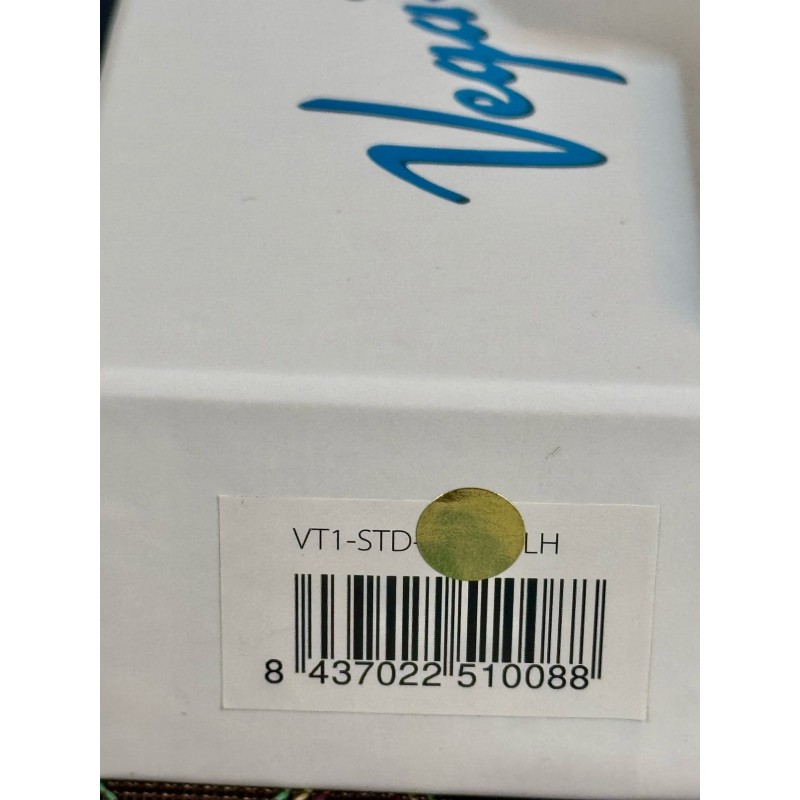 Vega
VT1-STD- LH
8 437022 510088